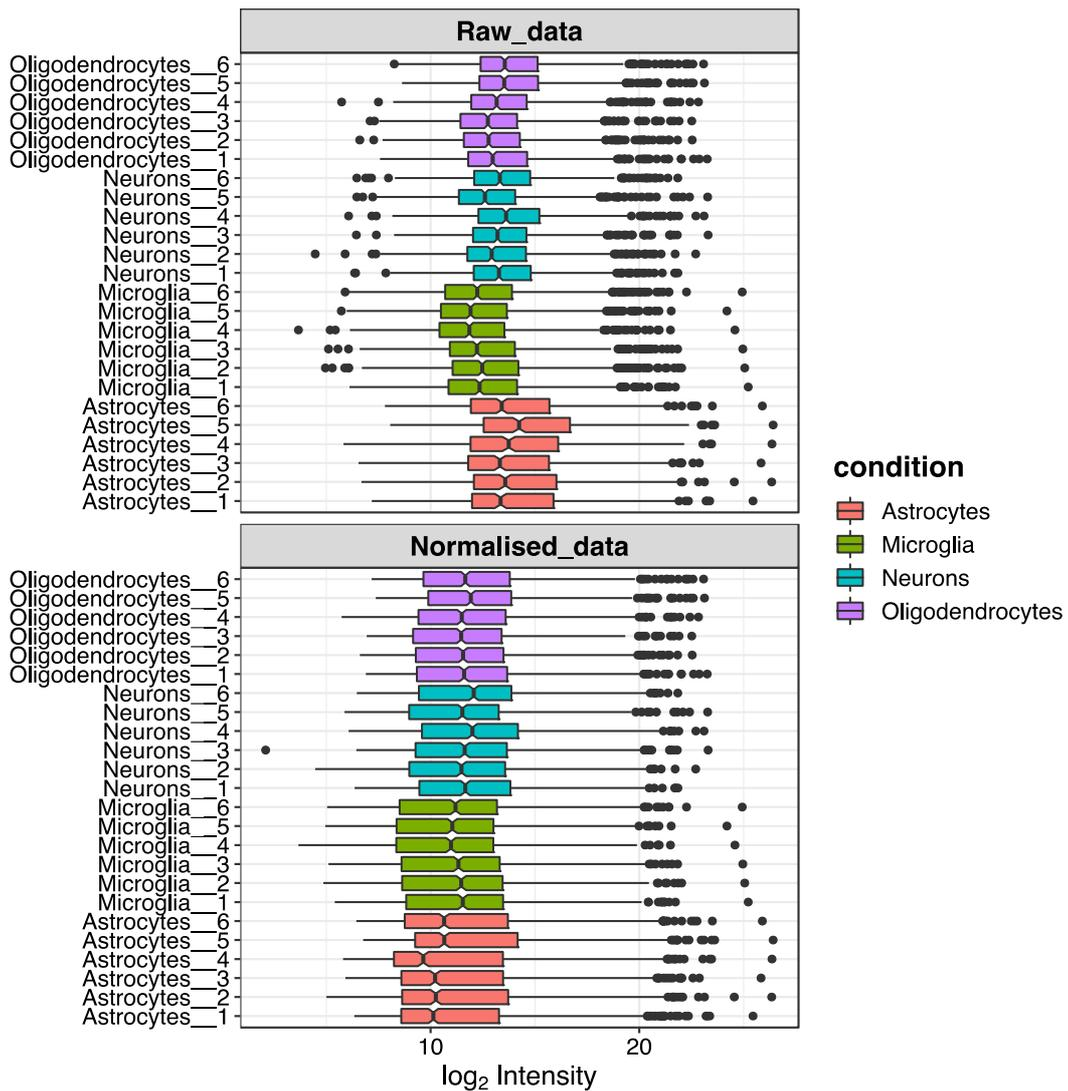 Raw_data
Oligodendrocytes__6
Oligodendrocytes__5
Oligodendrocytes__4
Oligodendrocytes__3
Oligodendrocytes__2
Oligodendrocytes__1
Neurons__6
Neurons__5
Neurons__4
Neurons__3
Neurons__2
Neurons__1
Microglia__6
Microglia__5
Microglia__4
Microglia__3
Microglia__2
Microglia__1
Astrocytes__6
Astrocytes__5
Astrocytes__4
Astrocytes__3
Astrocytes__2
Astrocytes__1
Normalised_data
Oligodendrocytes__6
Oligodendrocytes__5
Oligodendrocytes__4
Oligodendrocytes__3
Oligodendrocytes__2
Oligodendrocytes__1
Neurons__6
Neurons__5
Neurons__4
Neurons__3
Neurons__2
Neurons__1
Microglia__6
Microglia__5
Microglia__4
Microglia__3
Microglia__2
Microglia__1
Astrocytes__6
Astrocytes__5
Astrocytes__4
Astrocytes__3
Astrocytes__2
Astrocytes__1
10 20
log₂ Intensity
condition
Astrocytes
Microglia
Neurons
Oligodendrocytes